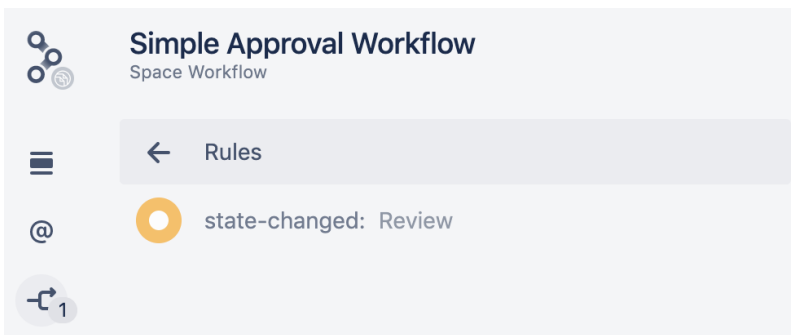 Simple Approval Workflow
Space Workflow
Rules
state-changed: Review
@
1